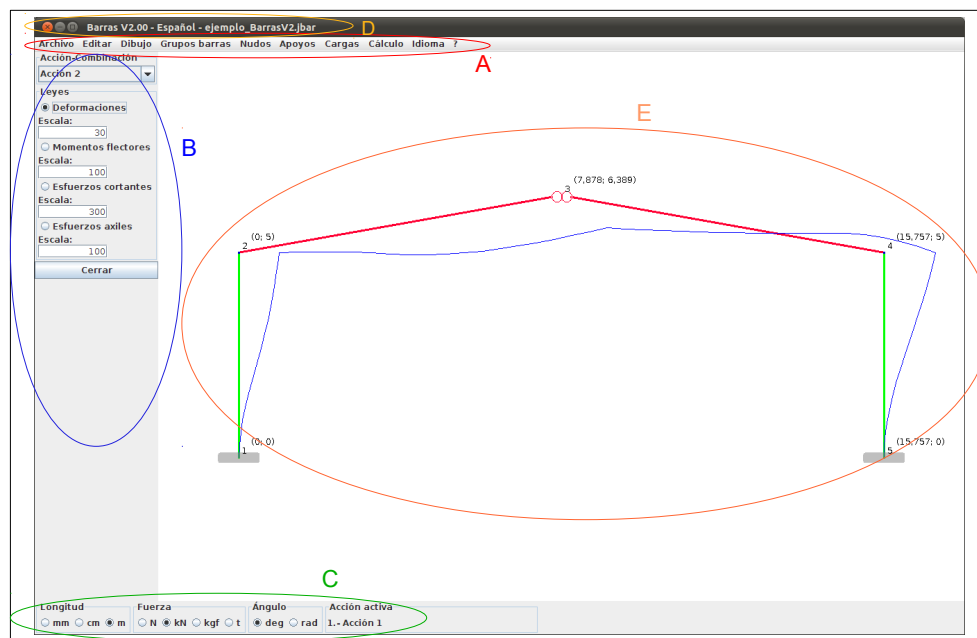 Barras V2.00 - Español - ejemplo_BarrasV2.jbar
D
Archivo Editar Dibujo Grupos barras Nudos Apoyos Cargas Cálculo Idioma ?
A
Acción-Combinación
Acción 2
Leyes
Deformaciones
Escala:
30
Momentos flectores
Escala:
100
Esfuerzos cortantes
Escala:
300
Esfuerzos axiles
Escala:
100
Cerrar
B
E
(7,878; 6,389)
3
(0; 5)
2
(15,757; 5)
4
(0; 0)
1
(15,757; 0)
5
C
Longitud Fuerza Ángulo Acción activa
mm cm m N kN kgf t deg rad 1.- Acción 1